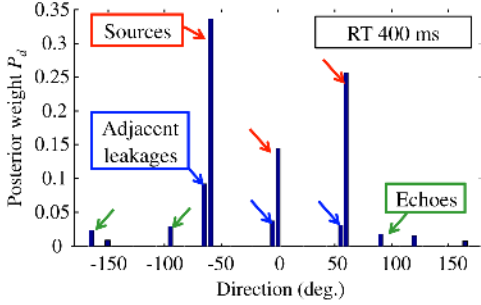 0.35
0.3
0.25
0.2
0.15
0.1
0.05
0
Posterior weight P_d
Sources
RT 400 ms
Adjacent
leakages
Echoes
-150 -100 -50 0 50 100 150
Direction (deg.)